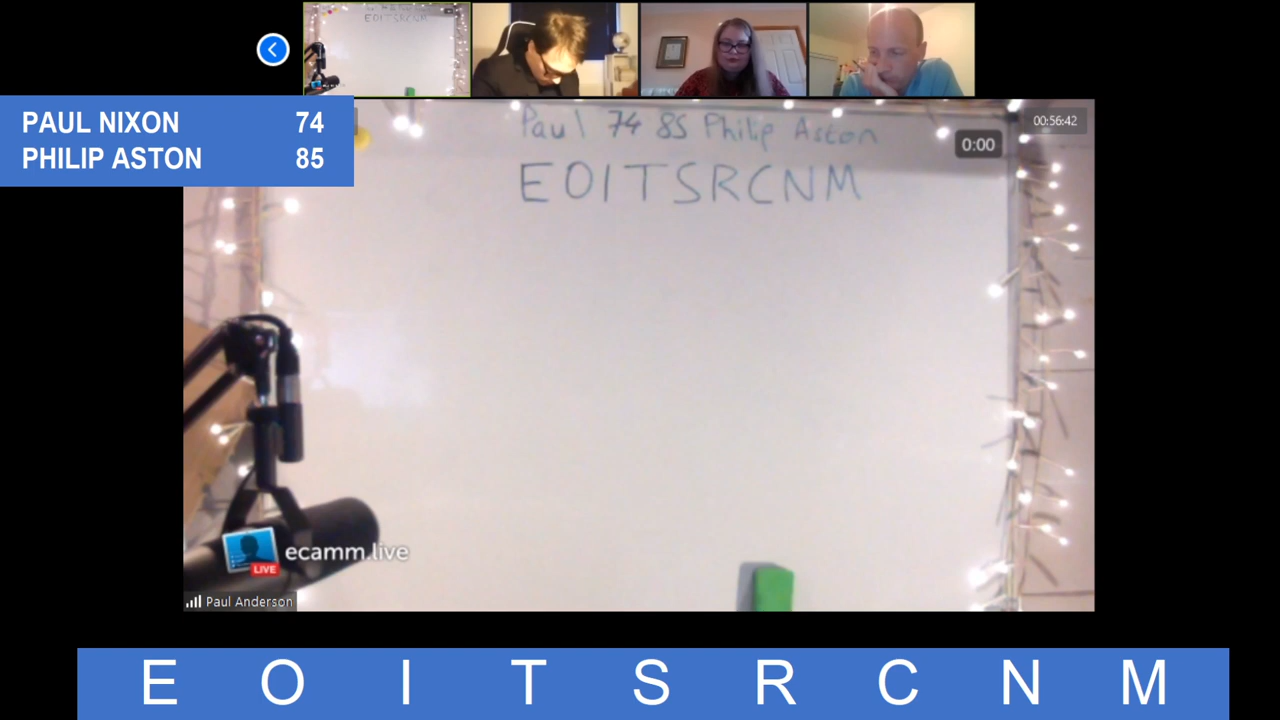 PAUL NIXON 74
PHILIP ASTON 85
Paul 74 85 Philip Aston
00:56:42
0:00
EOITSRCNM
ecamm.live
LIVE
Paul Anderson
E O I T S R C N M